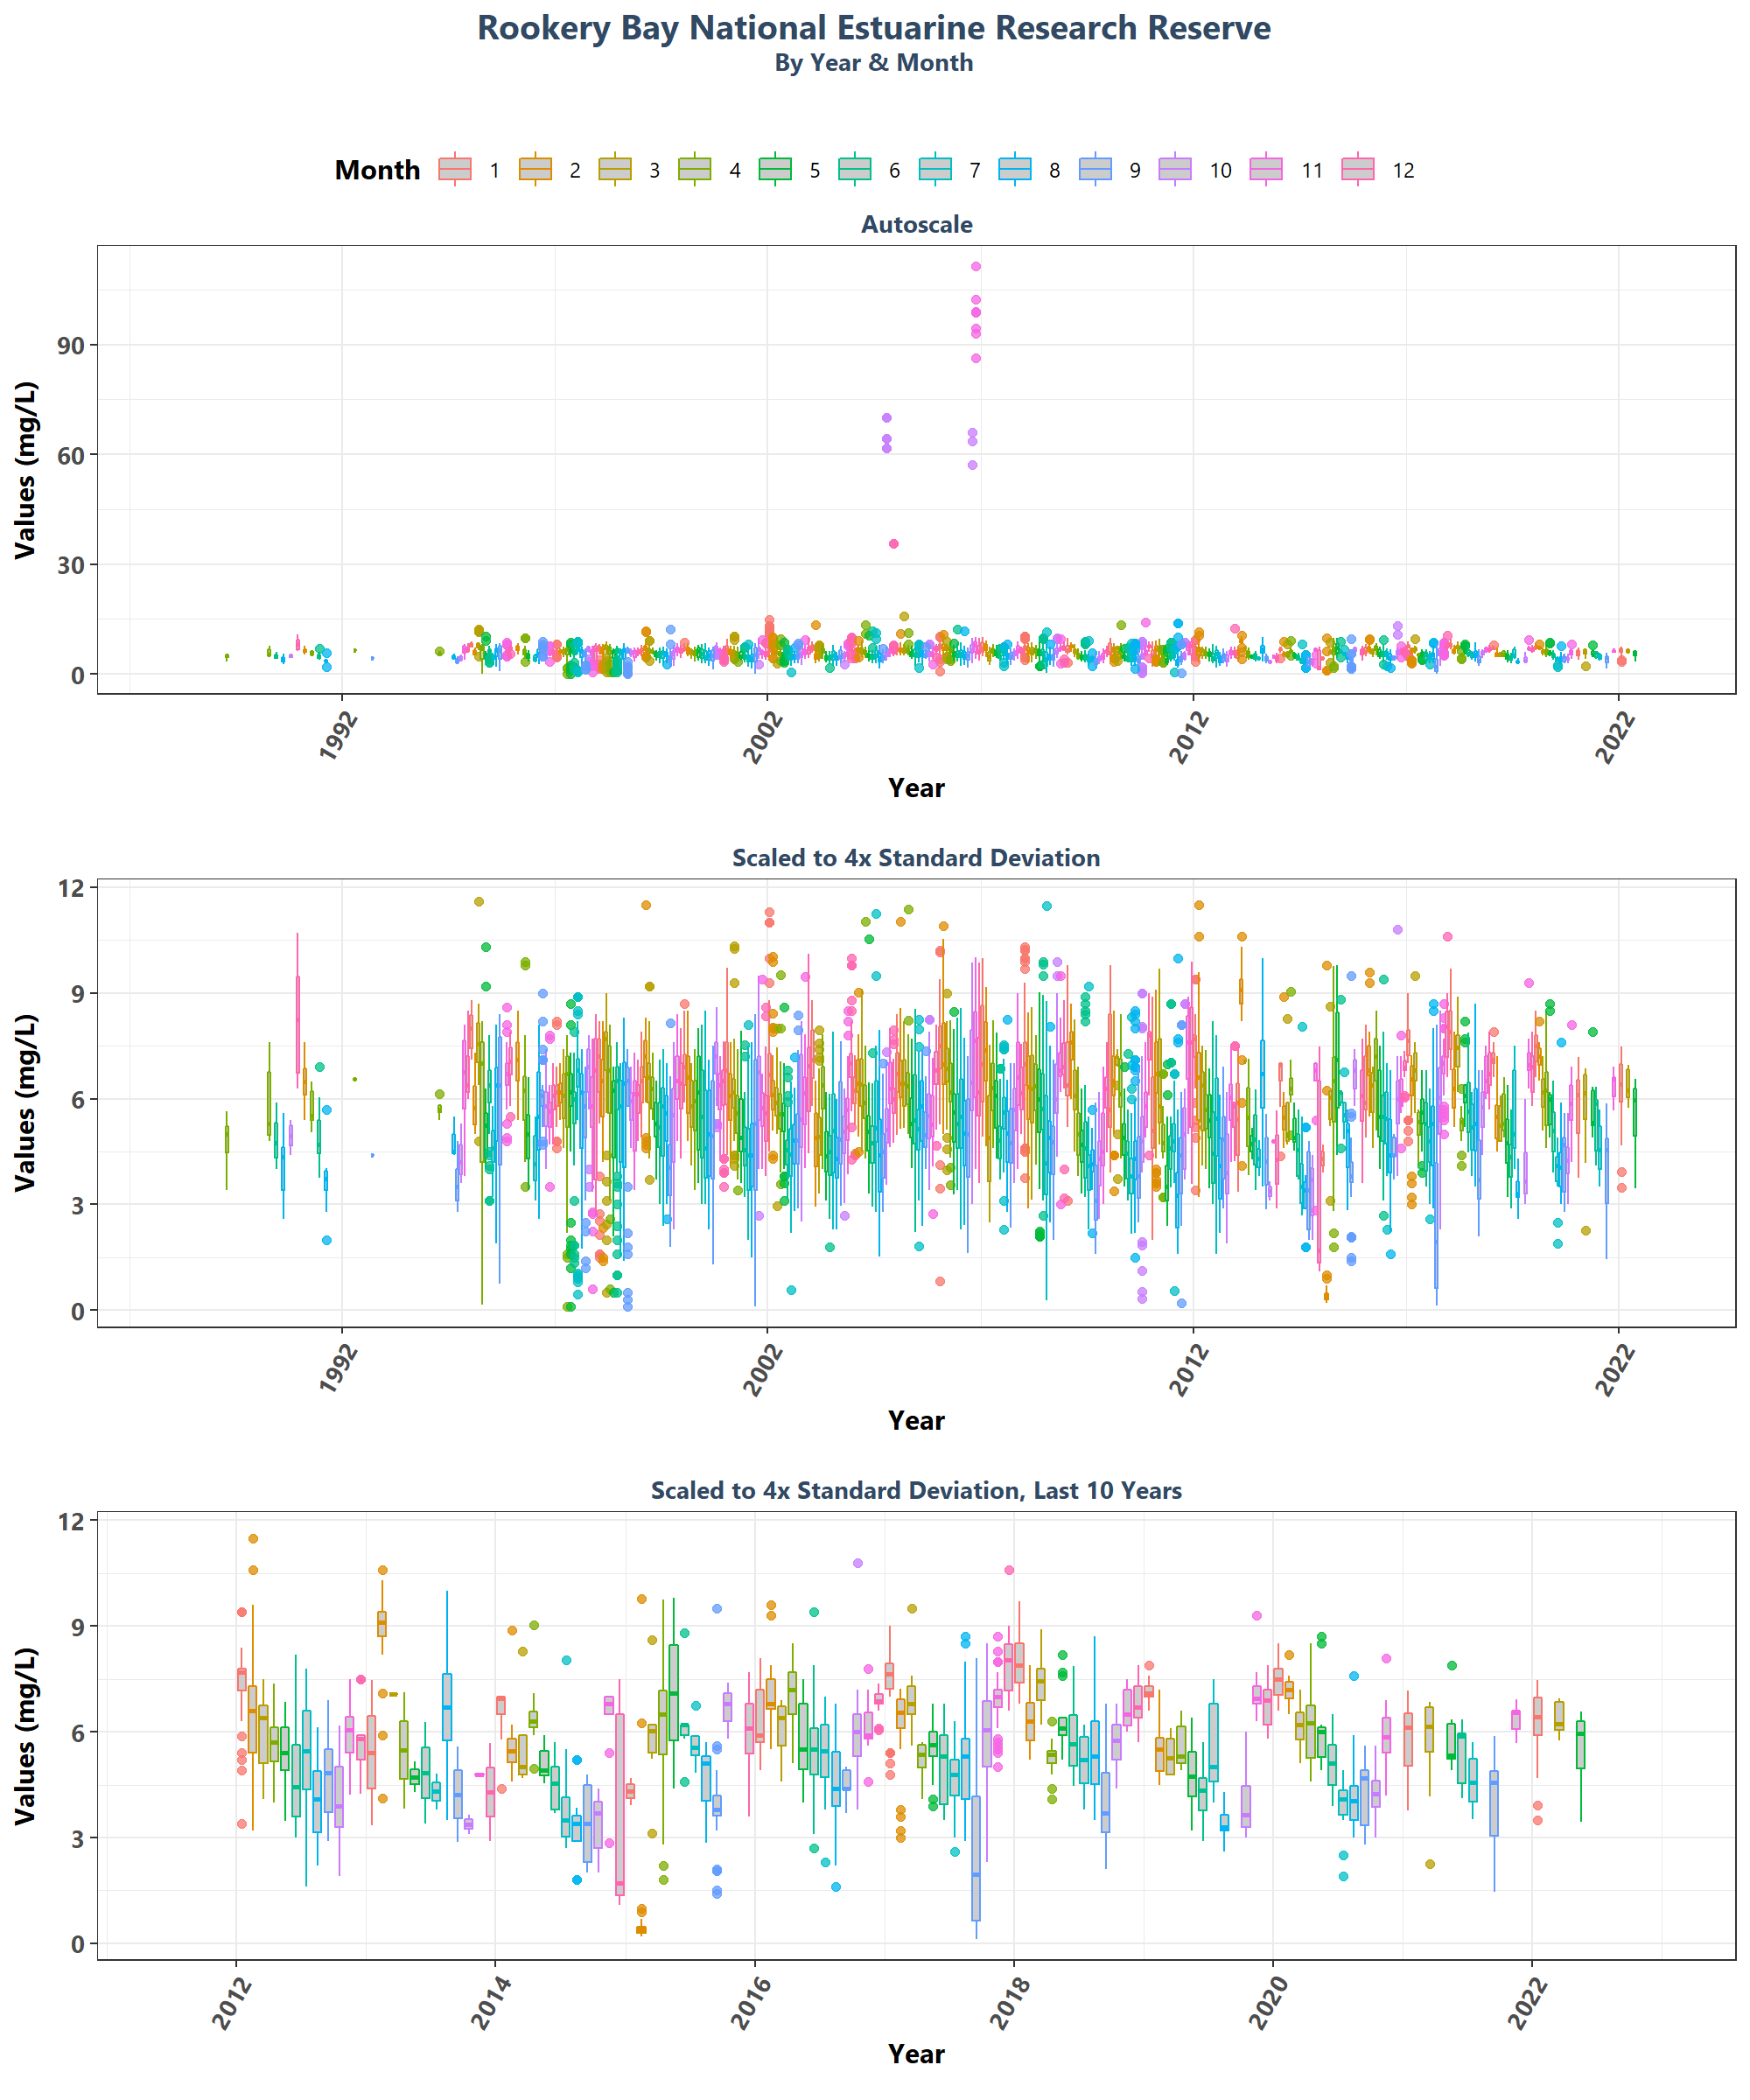 Rookery Bay National Estuarine Research Reserve
By Year & Month
Month 1 2 3 4 5 6 7 8 9 10 11 12
Autoscale
Values (mg/L)
90
60
30
0
1992 2002 2012 2022
Year
Scaled to 4x Standard Deviation
Values (mg/L)
12
9
6
3
0
1992 2002 2012 2022
Year
Scaled to 4x Standard Deviation, Last 10 Years
Values (mg/L)
12
9
6
3
0
2012 2014 2016 2018 2020 2022
Year